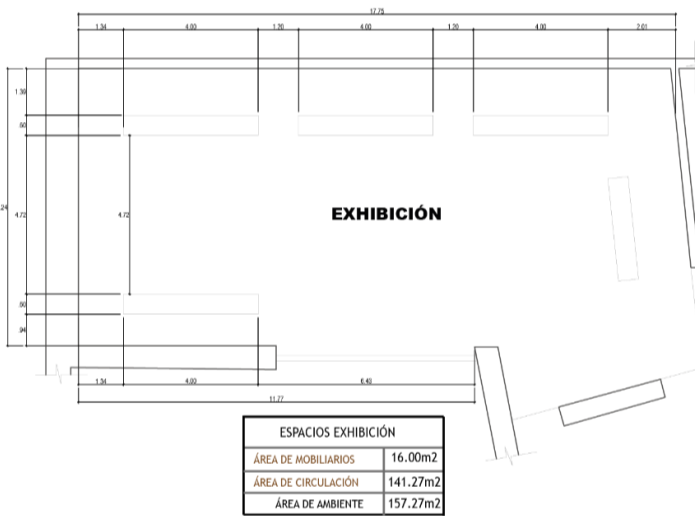 17.75
1.34 4.00 1.20 4.00 1.20 4.00 2.01
1.39
.60
4.72
4.72
.60
.94
EXHIBICIÓN
1.34 4.00 6.40
11.77
ESPACIOS EXHIBICIÓN
ÁREA DE MOBILIARIOS 16.00m2
ÁREA DE CIRCULACIÓN 141.27m2
ÁREA DE AMBIENTE 157.27m2